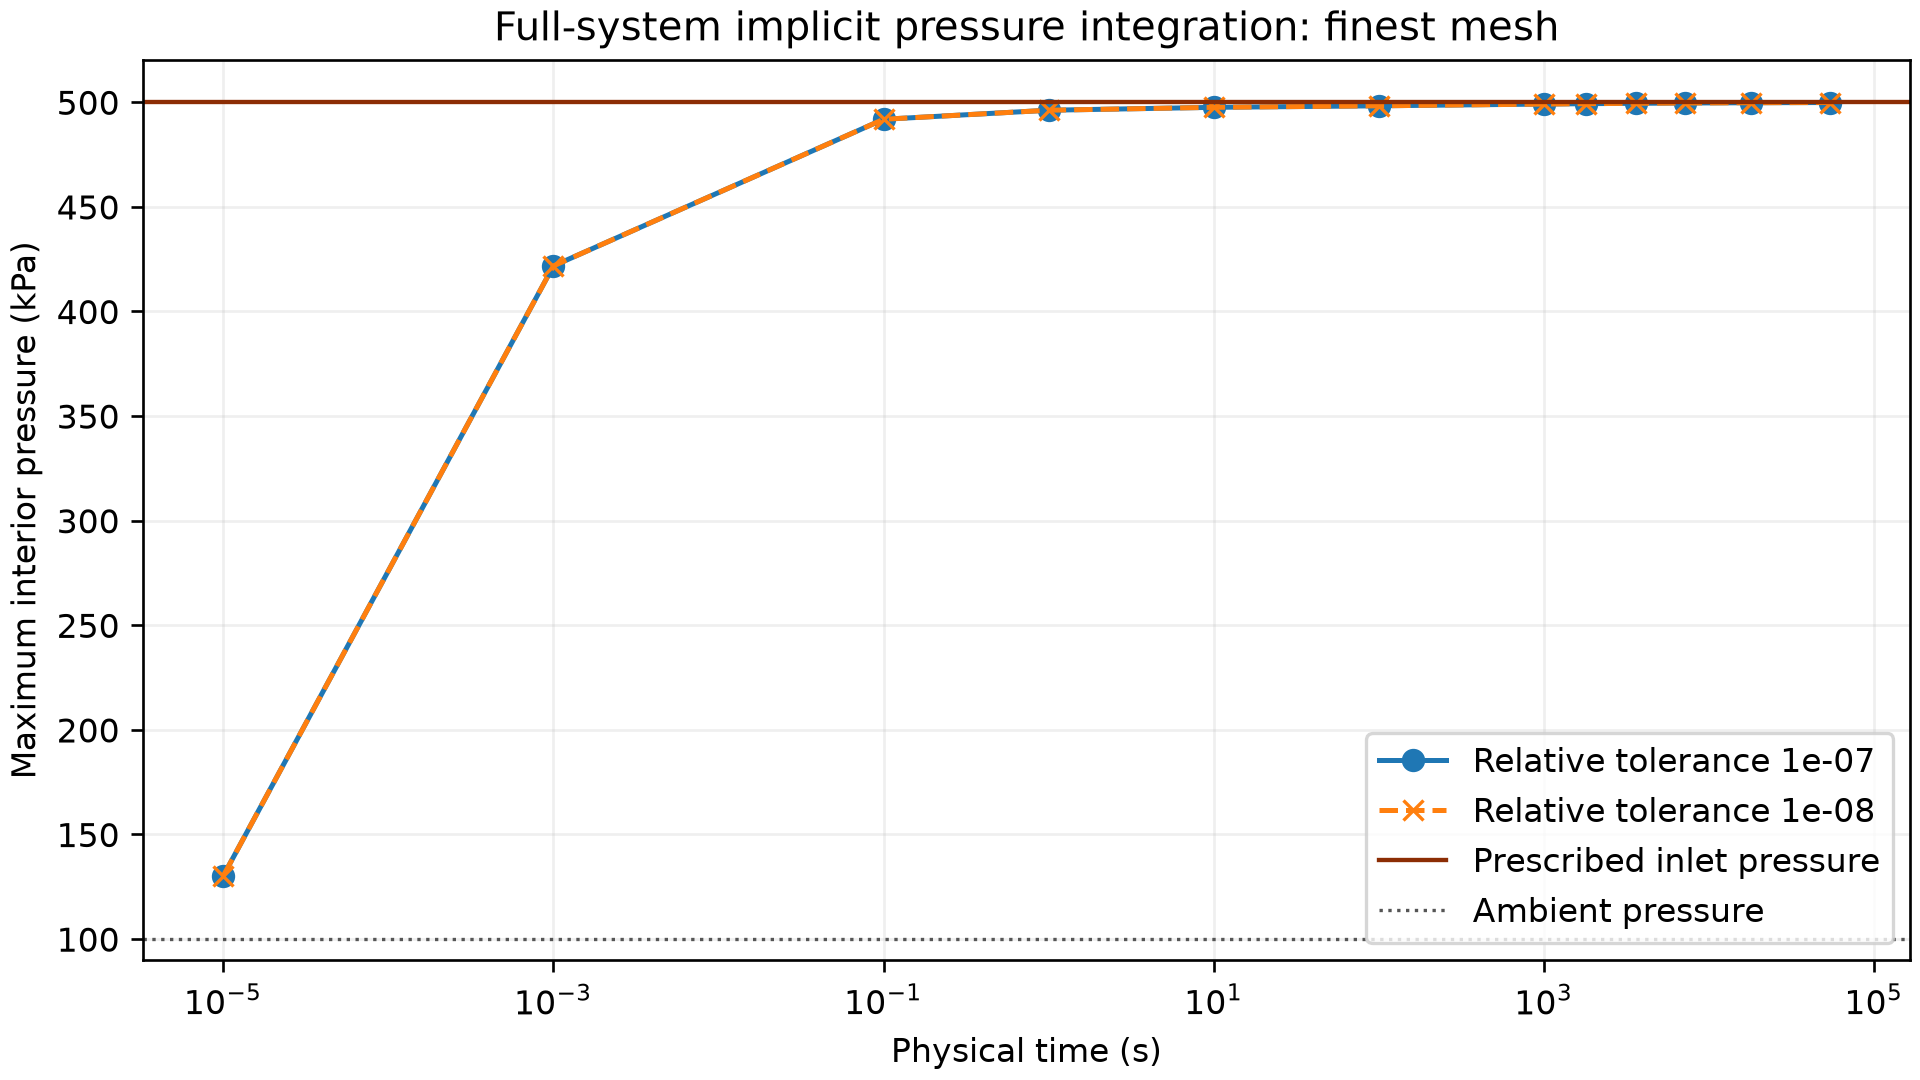 Full-system implicit pressure integration: finest mesh
Maximum interior pressure (kPa)
500
450
400
350
300
250
200
150
100
Relative tolerance 1e-07
Relative tolerance 1e-08
Prescribed inlet pressure
Ambient pressure
10⁻⁵ 10⁻³ 10⁻¹ 10¹ 10³ 10⁵
Physical time (s)